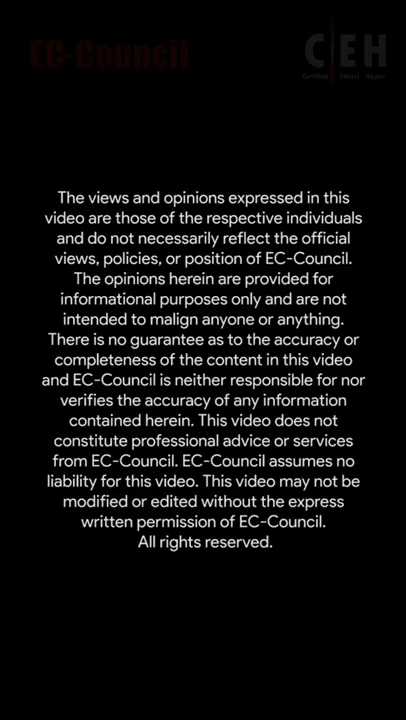 EC-Council
C|EH
Certified Ethical Hacker
The views and opinions expressed in this
video are those of the respective individuals
and do not necessarily reflect the official
views, policies, or position of EC-Council.
The opinions herein are provided for
informational purposes only and are not
intended to malign anyone or anything.
There is no guarantee as to the accuracy or
completeness of the content in this video
and EC-Council is neither responsible for nor
verifies the accuracy of any information
contained herein. This video does not
constitute professional advice or services
from EC-Council. EC-Council assumes no
liability for this video. This video may not be
modified or edited without the express
written permission of EC-Council.
All rights reserved.